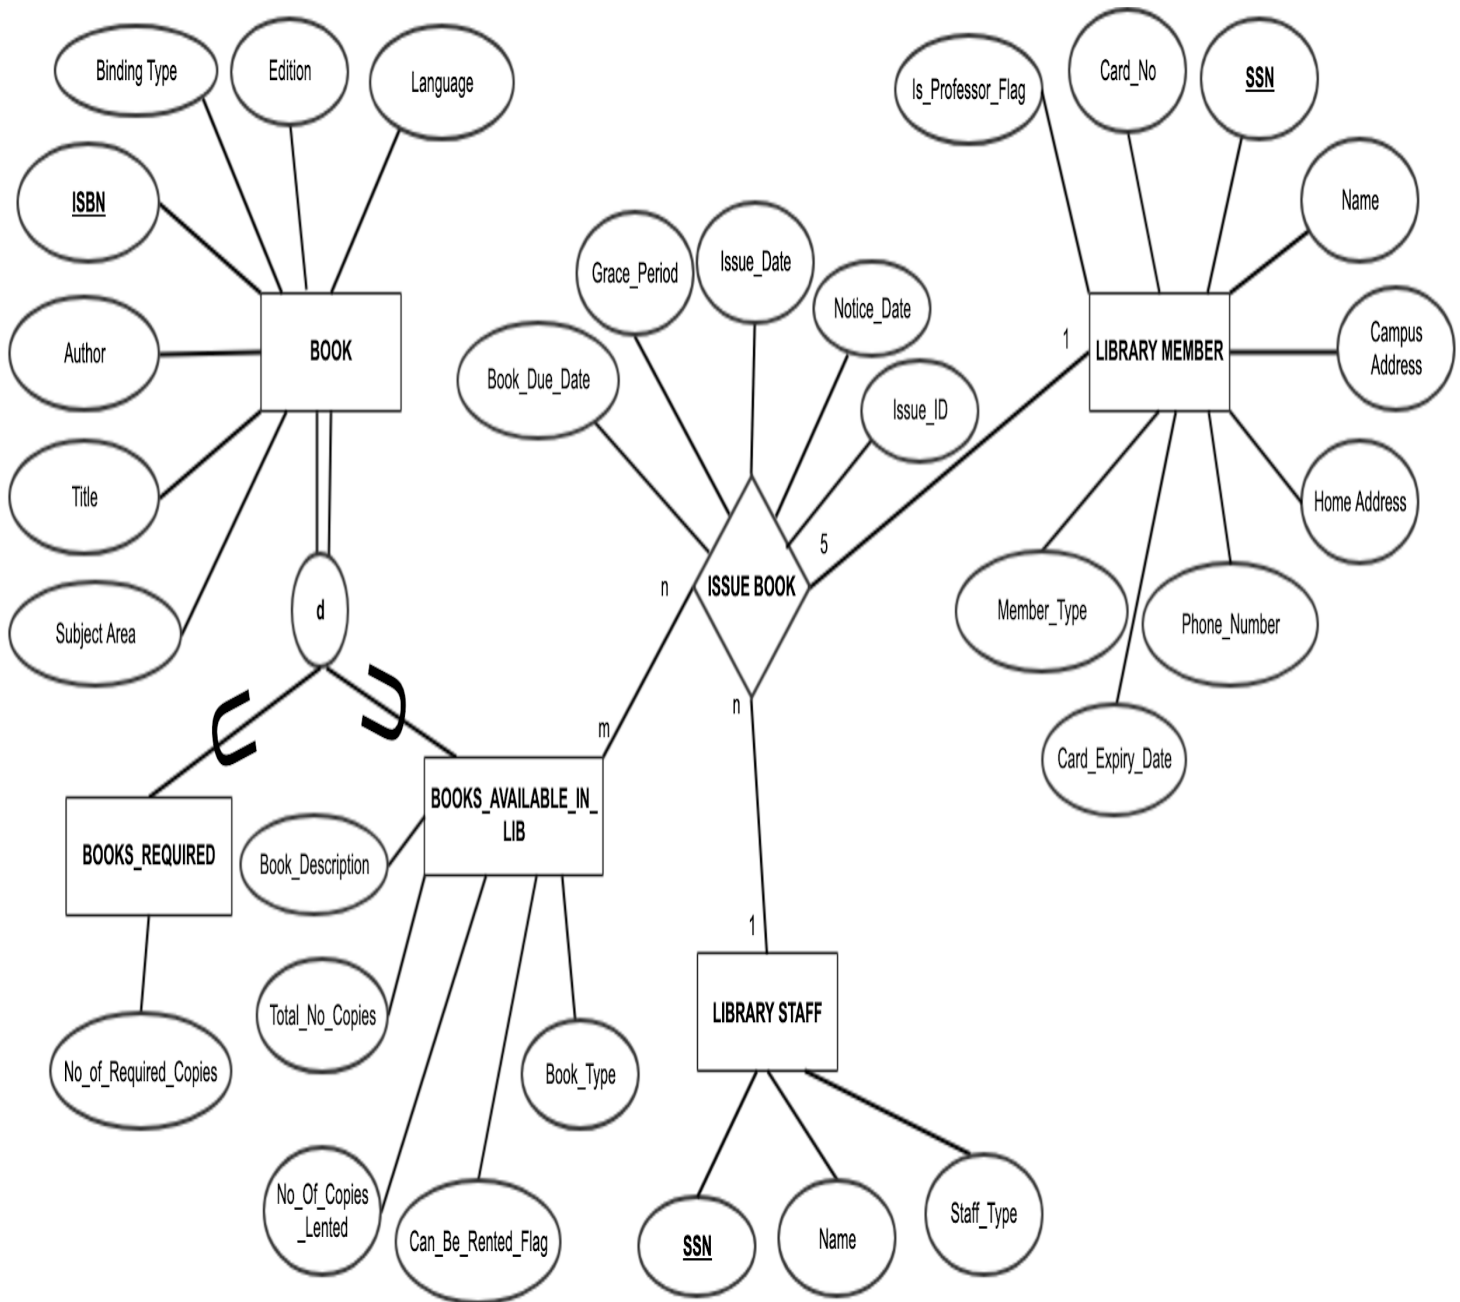 Binding Type
Edition
Language
Is_Professor_Flag
Card_No
SSN
ISBN
Name
Grace_Period
Issue_Date
Notice_Date
Author
BOOK
Book_Due_Date
Issue_ID
1
LIBRARY MEMBER
Campus
Address
Title
Home Address
5
n
ISSUE BOOK
d
Subject Area
Member_Type
Phone_Number
n
m
Card_Expiry_Date
BOOKS_AVAILABLE_IN_
LIB
BOOKS_REQUIRED
Book_Description
1
Total_No_Copies
LIBRARY STAFF
No_of_Required_Copies
Book_Type
No_Of_Copies
_Lented
Can_Be_Rented_Flag
SSN
Name
Staff_Type